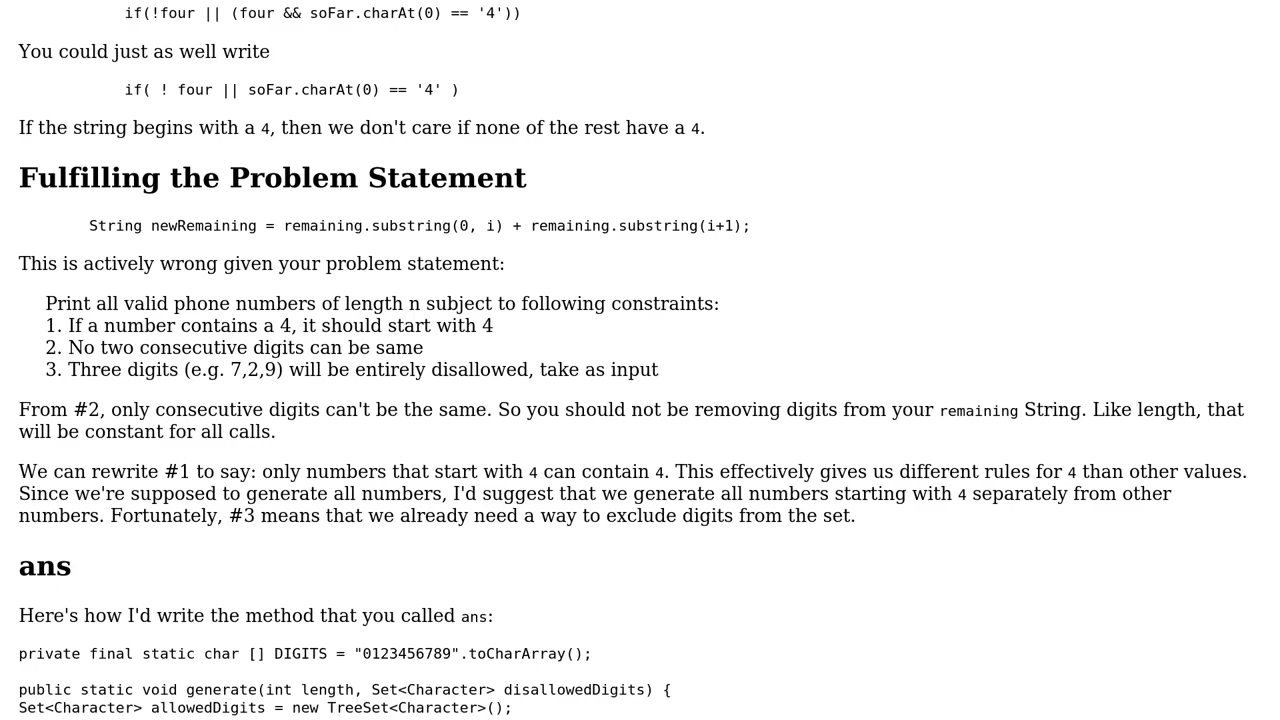 if(!four || (four && soFar.charAt(0) == '4'))
You could just as well write
if( ! four || soFar.charAt(0) == '4' )
If the string begins with a 4, then we don't care if none of the rest have a 4.
Fulfilling the Problem Statement
String newRemaining = remaining.substring(0, i) + remaining.substring(i+1);
This is actively wrong given your problem statement:
Print all valid phone numbers of length n subject to following constraints:
1. If a number contains a 4, it should start with 4
2. No two consecutive digits can be same
3. Three digits (e.g. 7,2,9) will be entirely disallowed, take as input
From #2, only consecutive digits can't be the same. So you should not be removing digits from your remaining String. Like length, that
will be constant for all calls.
We can rewrite #1 to say: only numbers that start with 4 can contain 4. This effectively gives us different rules for 4 than other values.
Since we're supposed to generate all numbers, I'd suggest that we generate all numbers starting with 4 separately from other
numbers. Fortunately, #3 means that we already need a way to exclude digits from the set.
ans
Here's how I'd write the method that you called ans:
private final static char [] DIGITS = "0123456789".toCharArray();
public static void generate(int length, Set<Character> disallowedDigits) {
Set<Character> allowedDigits = new TreeSet<Character>();